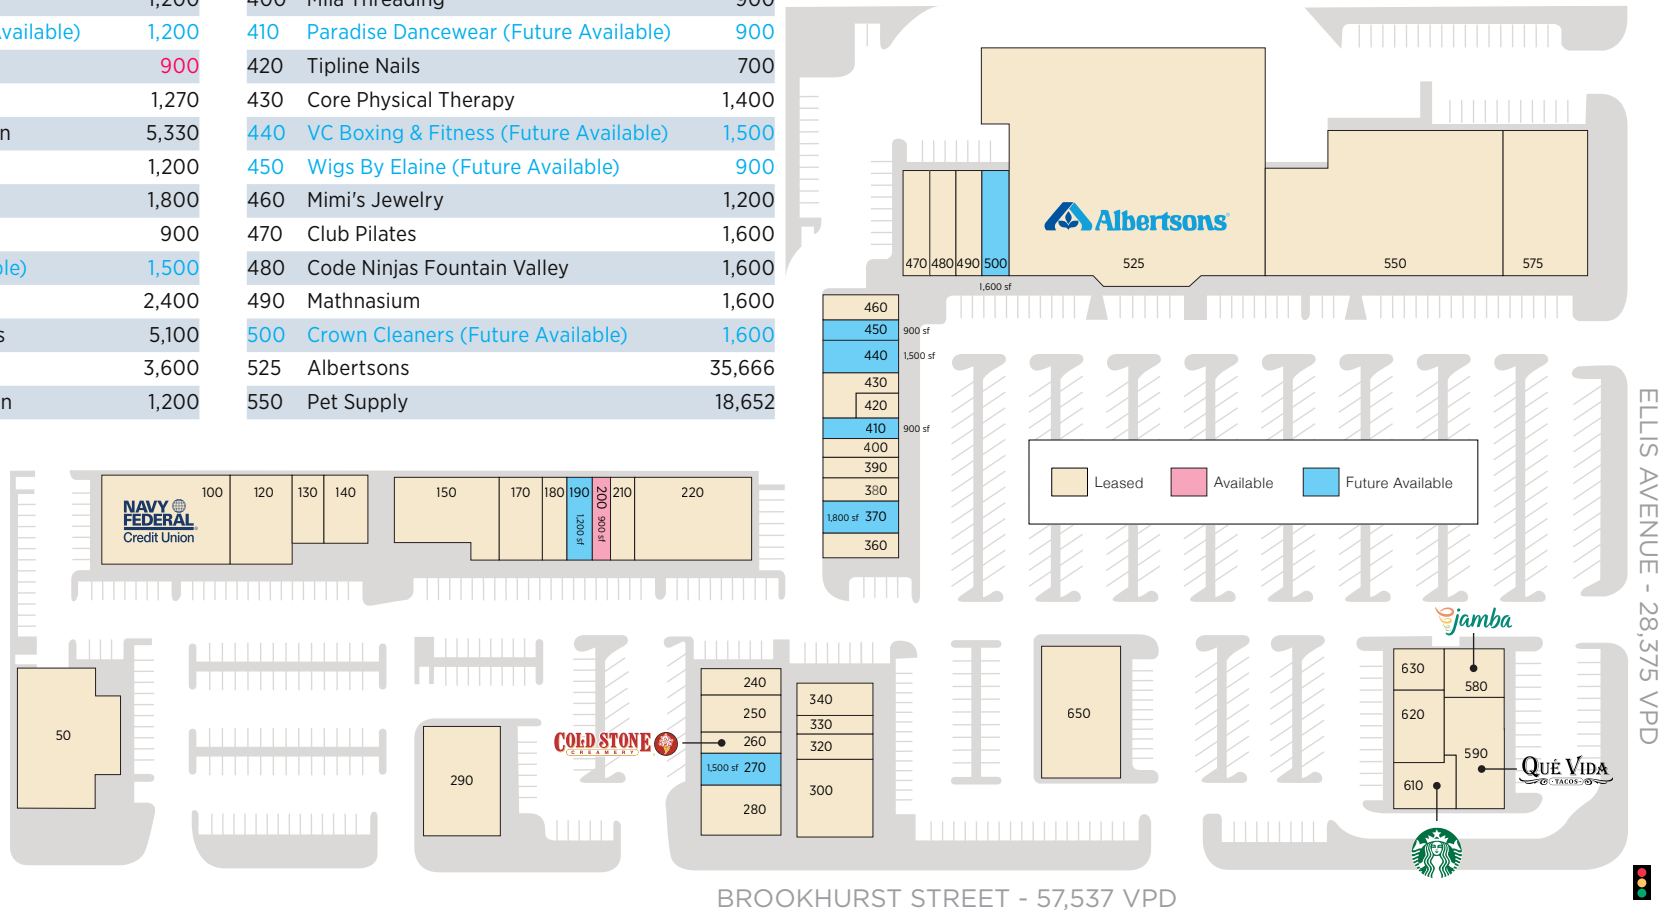 1,200
400 Mila Threading 900
vailable) 1,200
410 Paradise Dancewear (Future Available) 900
900
420 Tipline Nails 700
1,270
430 Core Physical Therapy 1,400
n 5,330
440 VC Boxing & Fitness (Future Available) 1,500
1,200
450 Wigs By Elaine (Future Available) 900
1,800
460 Mimi's Jewelry 1,200
900
470 Club Pilates 1,600
le) 1,500
480 Code Ninjas Fountain Valley 1,600
2,400
490 Mathnasium 1,600
s 5,100
500 Crown Cleaners (Future Available) 1,600
3,600
525 Albertsons 35,666
n 1,200
550 Pet Supply 18,652
Albertsons
470 480 490 500 525 550 575
1,600 sf
460
450 900 sf
440 1,500 sf
430
420
410 900 sf
400
390
380
1,800 sf 370
360
Leased Available Future Available
ELLIS AVENUE - 28,375 VPD
100 120 130 140 150 170 180 190 200 210 220
1,200 sf
900 sf
NAVY
FEDERAL
Credit Union
50
290
240
250
COLD STONE
CREAMERY
260
1,500 sf 270
280
340
330
320
300
650
jamba
630
580
620
590
QUÉ VIDA
TACOS
610
BROOKHURST STREET - 57,537 VPD